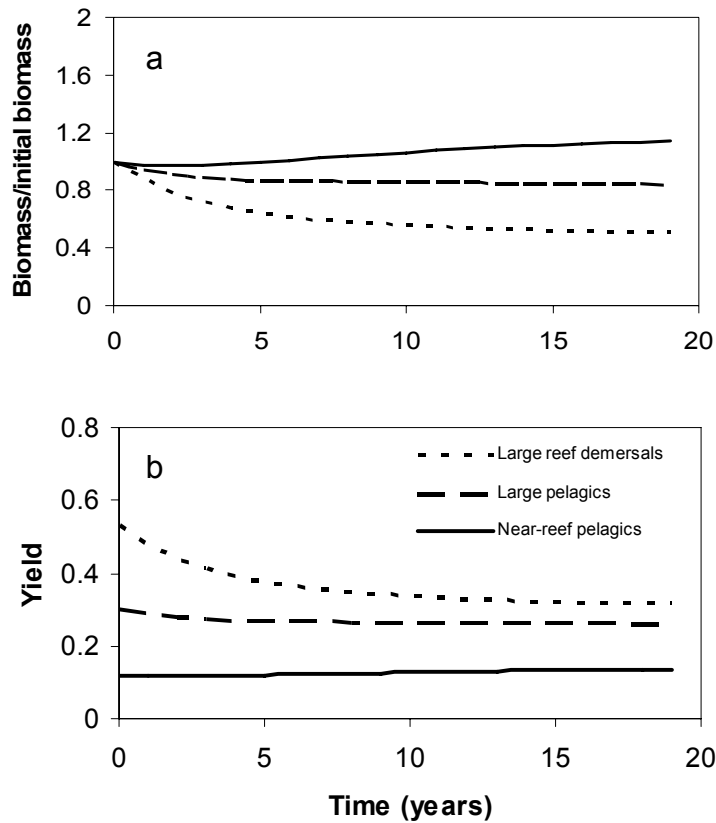 2
1.6
a
1.2
0.8
0.4
0
0 5 10 15 20
Biomass/initial biomass
0.8
b
0.6
0.4
0.2
0
Large reef demersals
Large pelagics
Near-reef pelagics
Yield
0 5 10 15 20
Time (years)